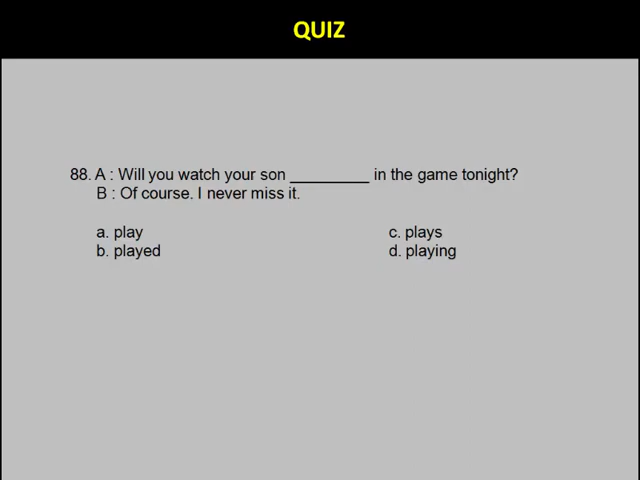 QUIZ
88. A : Will you watch your son _________ in the game tonight?
B : Of course. I never miss it.
a. play
b. played
c. plays
d. playing